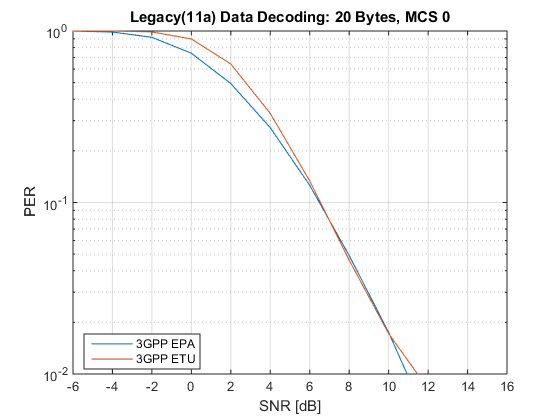 Legacy(11a) Data Decoding: 20 Bytes, MCS 0
10^0
10^-1
10^-2
PER
3GPP EPA
3GPP ETU
-6 -4 -2 0 2 4 6 8 10 12 14 16
SNR [dB]